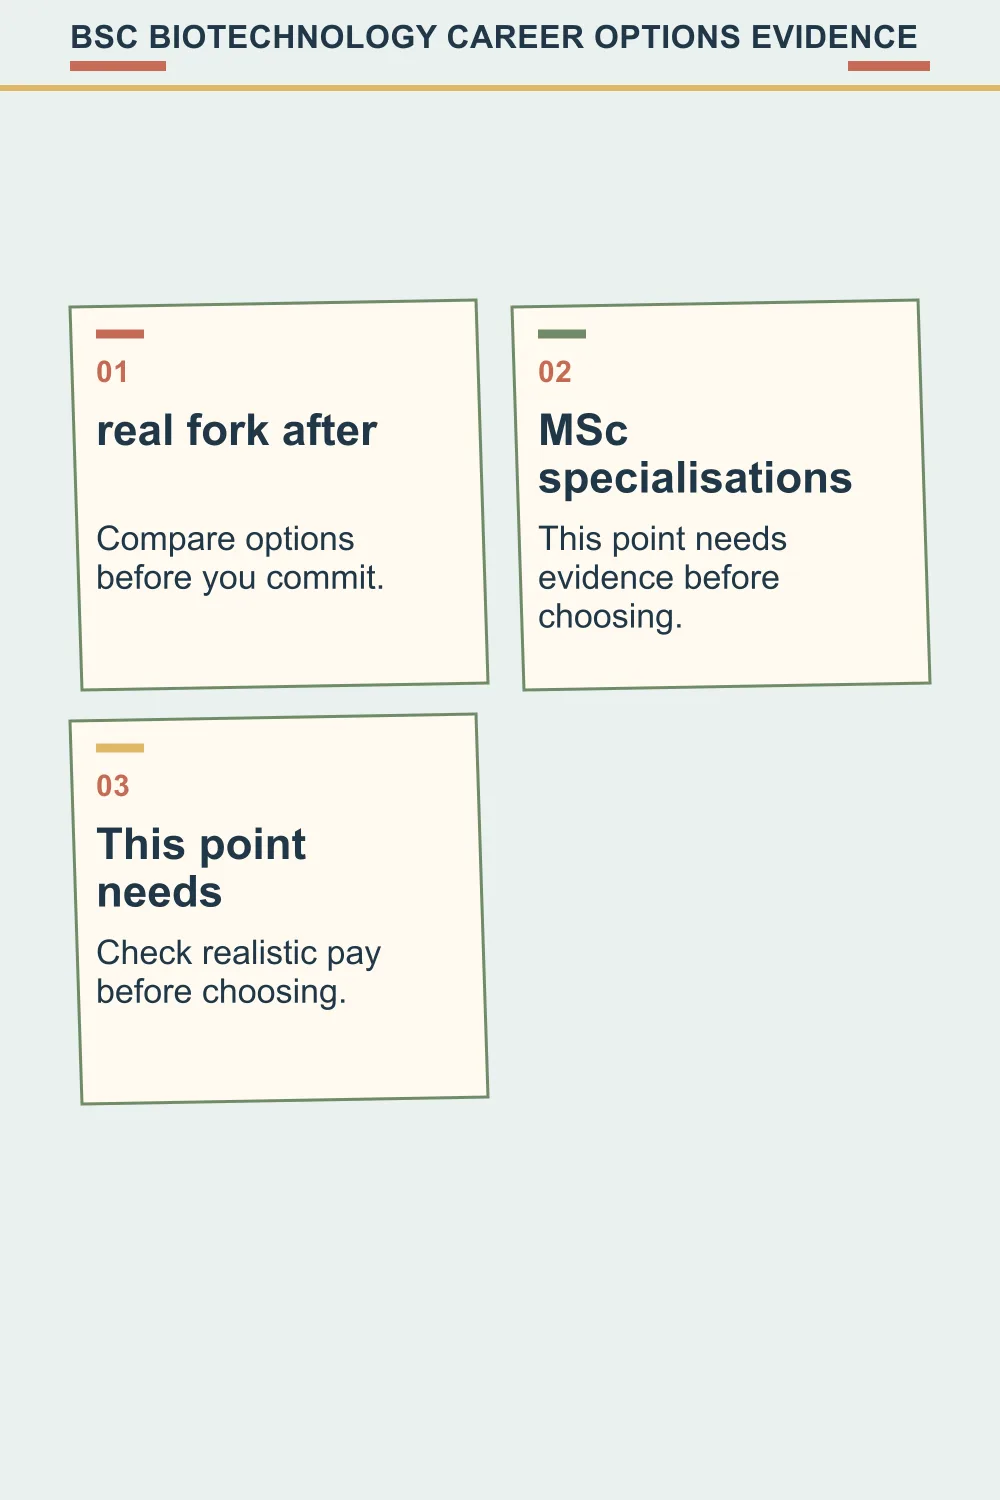 BSC BIOTECHNOLOGY CAREER OPTIONS EVIDENCE
01
real fork after
Compare options
before you commit.
02
MSc
specialisations
This point needs
evidence before
choosing.
03
This point
needs
Check realistic pay
before choosing.